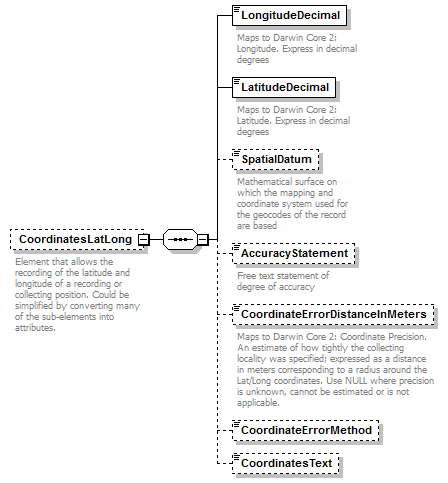 LongitudeDecimal
Maps to Darwin Core 2:
Longitude. Express in decimal
degrees
LatitudeDecimal
Maps to Darwin Core 2:
Latitude. Express in decimal
degrees
SpatialDatum
Mathematical surface on
which the mapping and
coordinate system used for
the geocodes of the record
are based
CoordinatesLatLong
Element that allows the
recording of the latitude and
longitude of a recording or
collecting position. Could be
simplified by converting many
of the sub-elements into
attributes.
AccuracyStatement
Free text statement of
degree of accuracy
CoordinateErrorDistanceInMeters
Maps to Darwin Core 2: Coordinate Precision.
An estimate of how tightly the collecting
locality was specified; expressed as a distance
in meters corresponding to a radius around the
Lat/Long coordinates. Use NULL where precision
is unknown, cannot be estimated or is not
applicable.
CoordinateErrorMethod
CoordinatesText